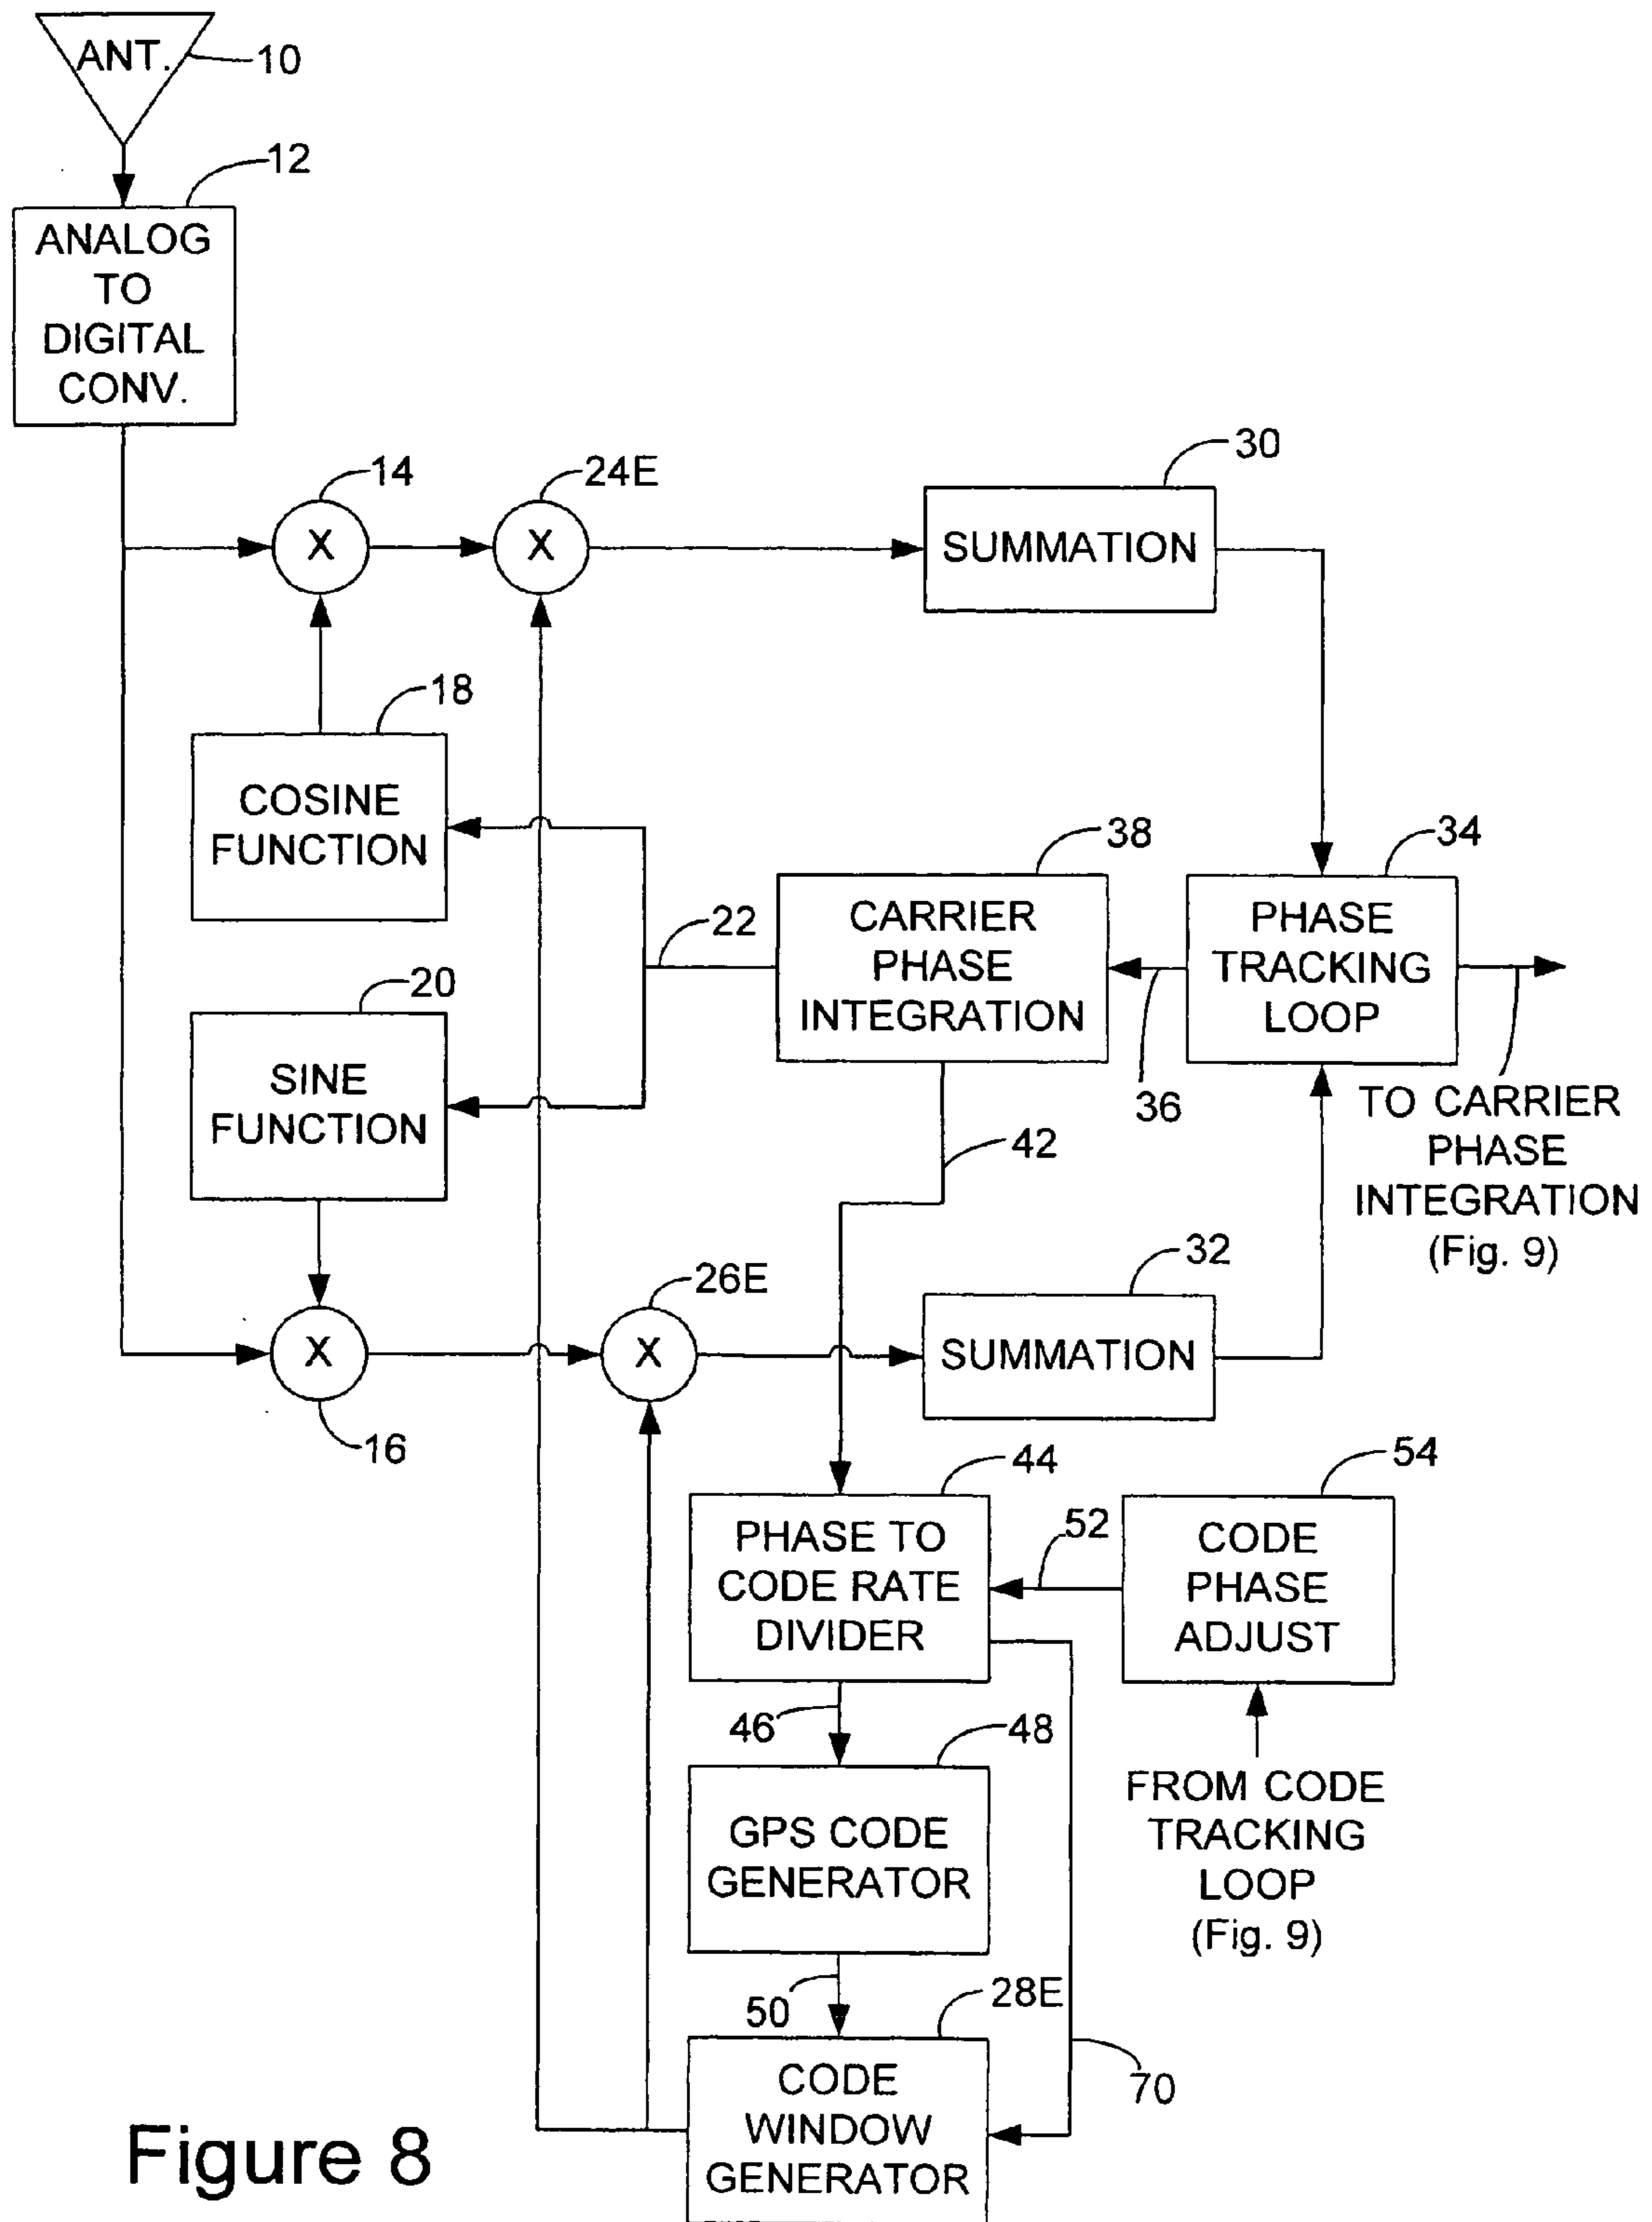 ANT.
10
12
ANALOG
TO
DIGITAL
CONV.
14
24E
30
X
X
SUMMATION
18
COSINE
FUNCTION
38
34
22
CARRIER
PHASE
INTEGRATION
PHASE
TRACKING
LOOP
20
36
SINE
FUNCTION
42
TO CARRIER
PHASE
INTEGRATION
(Fig. 9)
26E
32
X
X
SUMMATION
16
44
54
PHASE TO
CODE RATE
DIVIDER
52
CODE
PHASE
ADJUST
46
48
GPS CODE
GENERATOR
FROM CODE
TRACKING
LOOP
(Fig. 9)
50
28E
70
CODE
WINDOW
GENERATOR
Figure 8